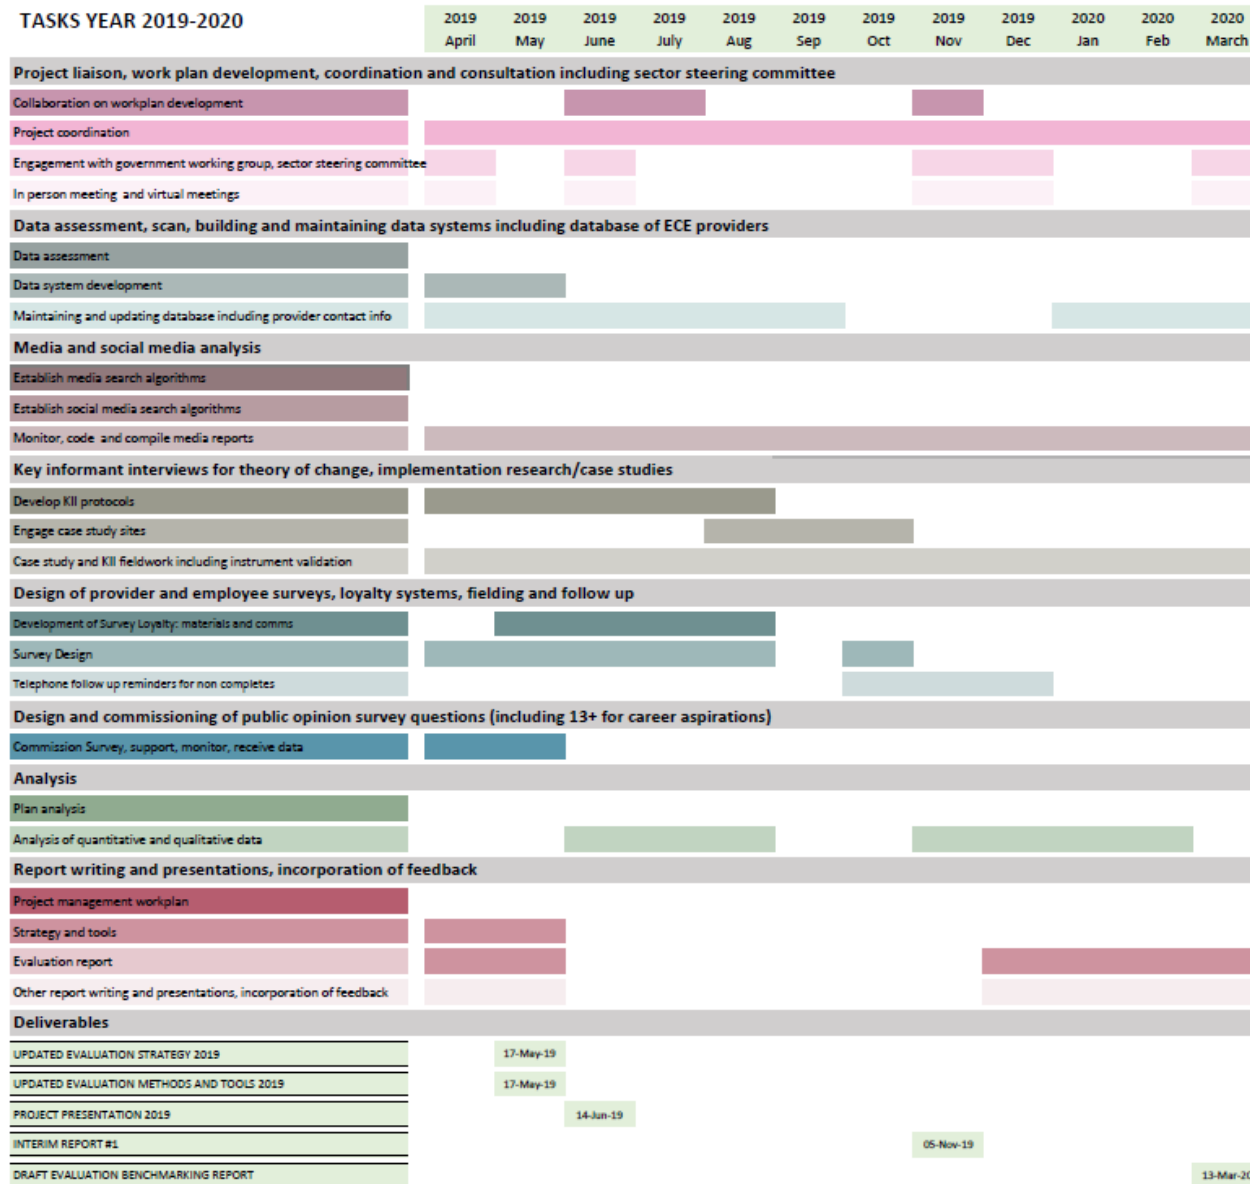 TASKS YEAR 2019-2020
2019 2019 2019 2019 2019 2019 2019 2019 2019 2020 2020 2020
April May June July Aug Sep Oct Nov Dec Jan Feb March
Project liaison, work plan development, coordination and consultation including sector steering committee
Collaboration on workplan development
Project coordination
Engagement with government working group, sector steering committee
In person meeting and virtual meetings
Data assessment, scan, building and maintaining data systems including database of ECE providers
Data assessment
Data system development
Maintaining and updating database including provider contact info
Media and social media analysis
Establish media search algorithms
Establish social media search algorithms
Monitor, code and compile media reports
Key informant interviews for theory of change, implementation research/case studies
Develop KII protocols
Engage case study sites
Case study and KII fieldwork including instrument validation
Design of provider and employee surveys, loyalty systems, fielding and follow up
Development of Survey Loyalty: materials and comms
Survey Design
Telephone follow up reminders for non completes
Design and commissioning of public opinion survey questions (including 13+ for career aspirations)
Commission Survey, support, monitor, receive data
Analysis
Plan analysis
Analysis of quantitative and qualitative data
Report writing and presentations, incorporation of feedback
Project management workplan
Strategy and tools
Evaluation report
Other report writing and presentations, incorporation of feedback
Deliverables
UPDATED EVALUATION STRATEGY 2019 17-May-19
UPDATED EVALUATION METHODS AND TOOLS 2019 17-May-19
PROJECT PRESENTATION 2019 14-Jun-19
INTERIM REPORT #1 05-Nov-19
DRAFT EVALUATION BENCHMARKING REPORT 13-Mar-20